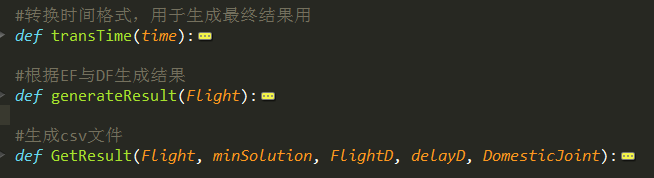 #转换时间格式，用于生成最终结果用
def transTime(time):
#根据EF与DF生成结果
def generateResult(Flight):
#生成csv文件
def GetResult(Flight, minSolution, FlightD, delayD, DomesticJoint):